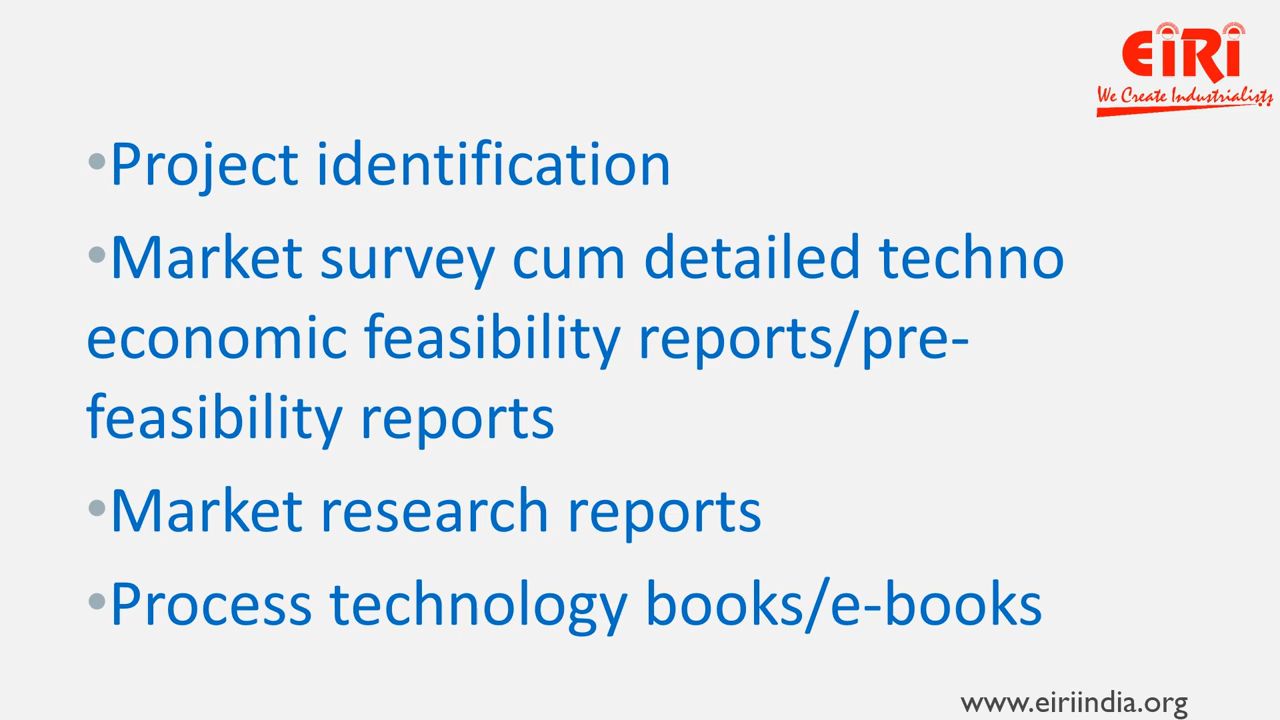 EiRi
We Create Industrialists
•Project identification
•Market survey cum detailed techno
economic feasibility reports/pre-
feasibility reports
•Market research reports
•Process technology books/e-books
www.eiriindia.org